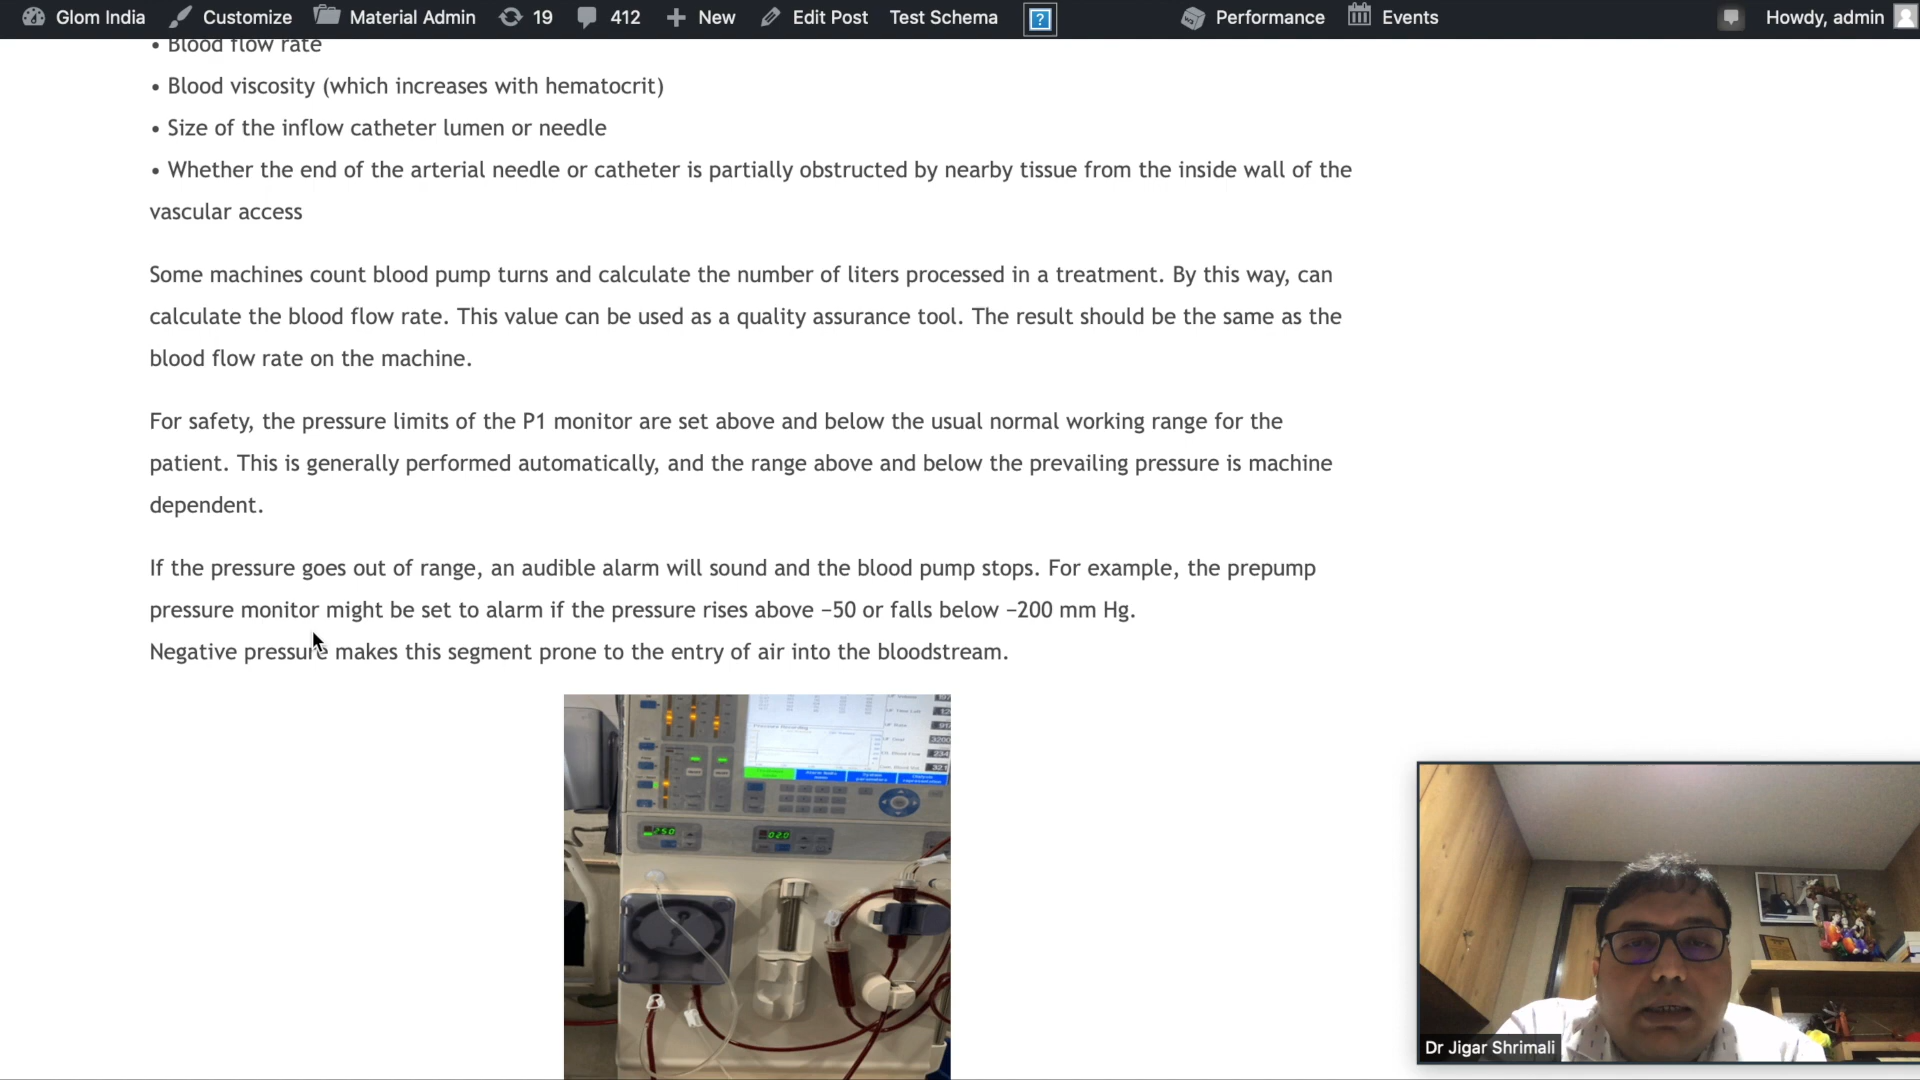 Glom India Customize Material Admin 19 412 New Edit Post Test Schema ? Performance Events Howdy, admin
• Blood flow rate
• Blood viscosity (which increases with hematocrit)
• Size of the inflow catheter lumen or needle
• Whether the end of the arterial needle or catheter is partially obstructed by nearby tissue from the inside wall of the
vascular access
Some machines count blood pump turns and calculate the number of liters processed in a treatment. By this way, can
calculate the blood flow rate. This value can be used as a quality assurance tool. The result should be the same as the
blood flow rate on the machine.
For safety, the pressure limits of the P1 monitor are set above and below the usual normal working range for the
patient. This is generally performed automatically, and the range above and below the prevailing pressure is machine
dependent.
If the pressure goes out of range, an audible alarm will sound and the blood pump stops. For example, the prepump
pressure monitor might be set to alarm if the pressure rises above −50 or falls below −200 mm Hg.
Negative pressure makes this segment prone to the entry of air into the bloodstream.
250 02.0
Dr Jigar Shrimali